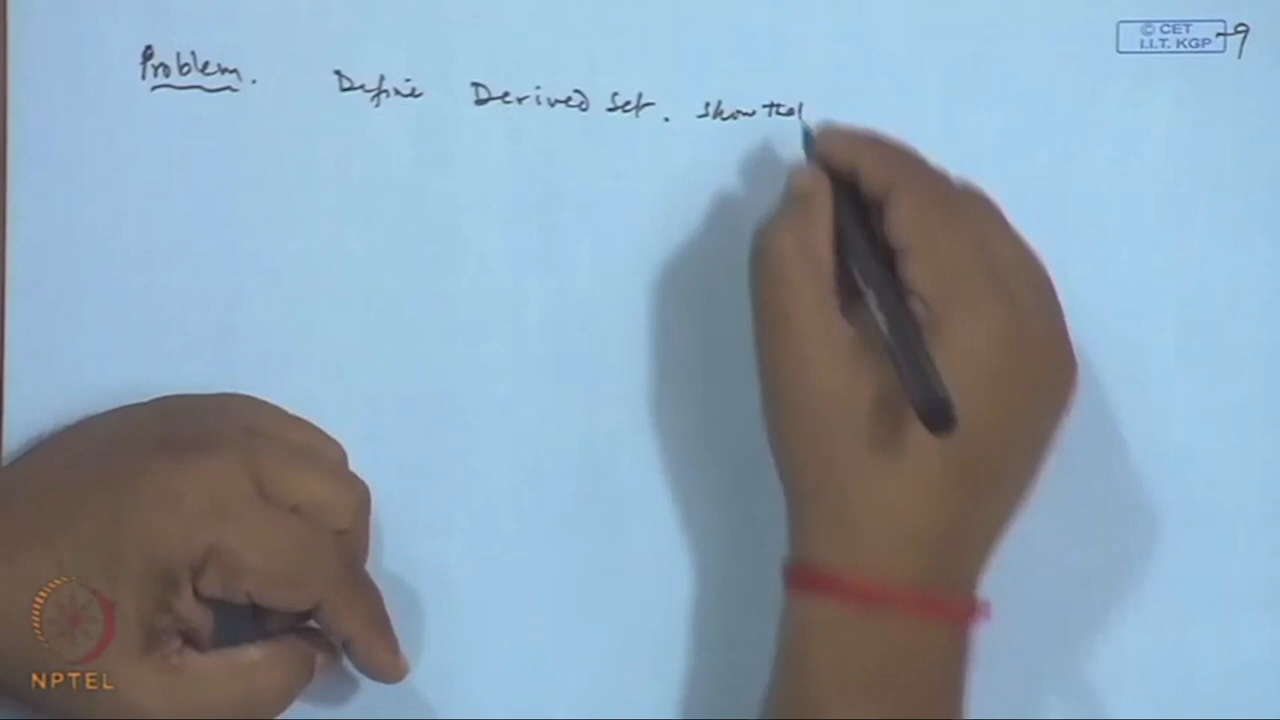 © CET
I.I.T. KGP
Problem. Define Derived Set. Show that
NPTEL